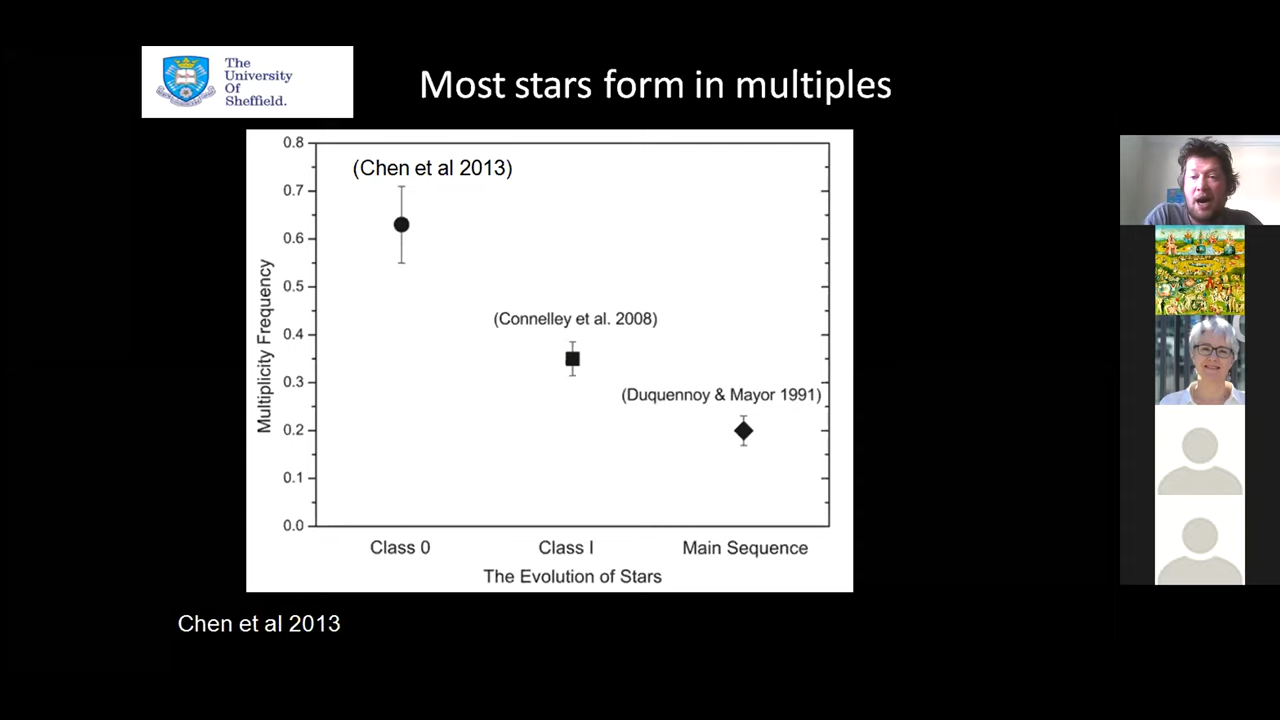 The
University
Of
Sheffield.
Most stars form in multiples
(Chen et al 2013)
(Connelley et al. 2008)
(Duquennoy & Mayor 1991)
Multiplicity Frequency
0.8
0.7
0.6
0.5
0.4
0.3
0.2
0.1
0.0
Class 0 Class I Main Sequence
The Evolution of Stars
Chen et al 2013